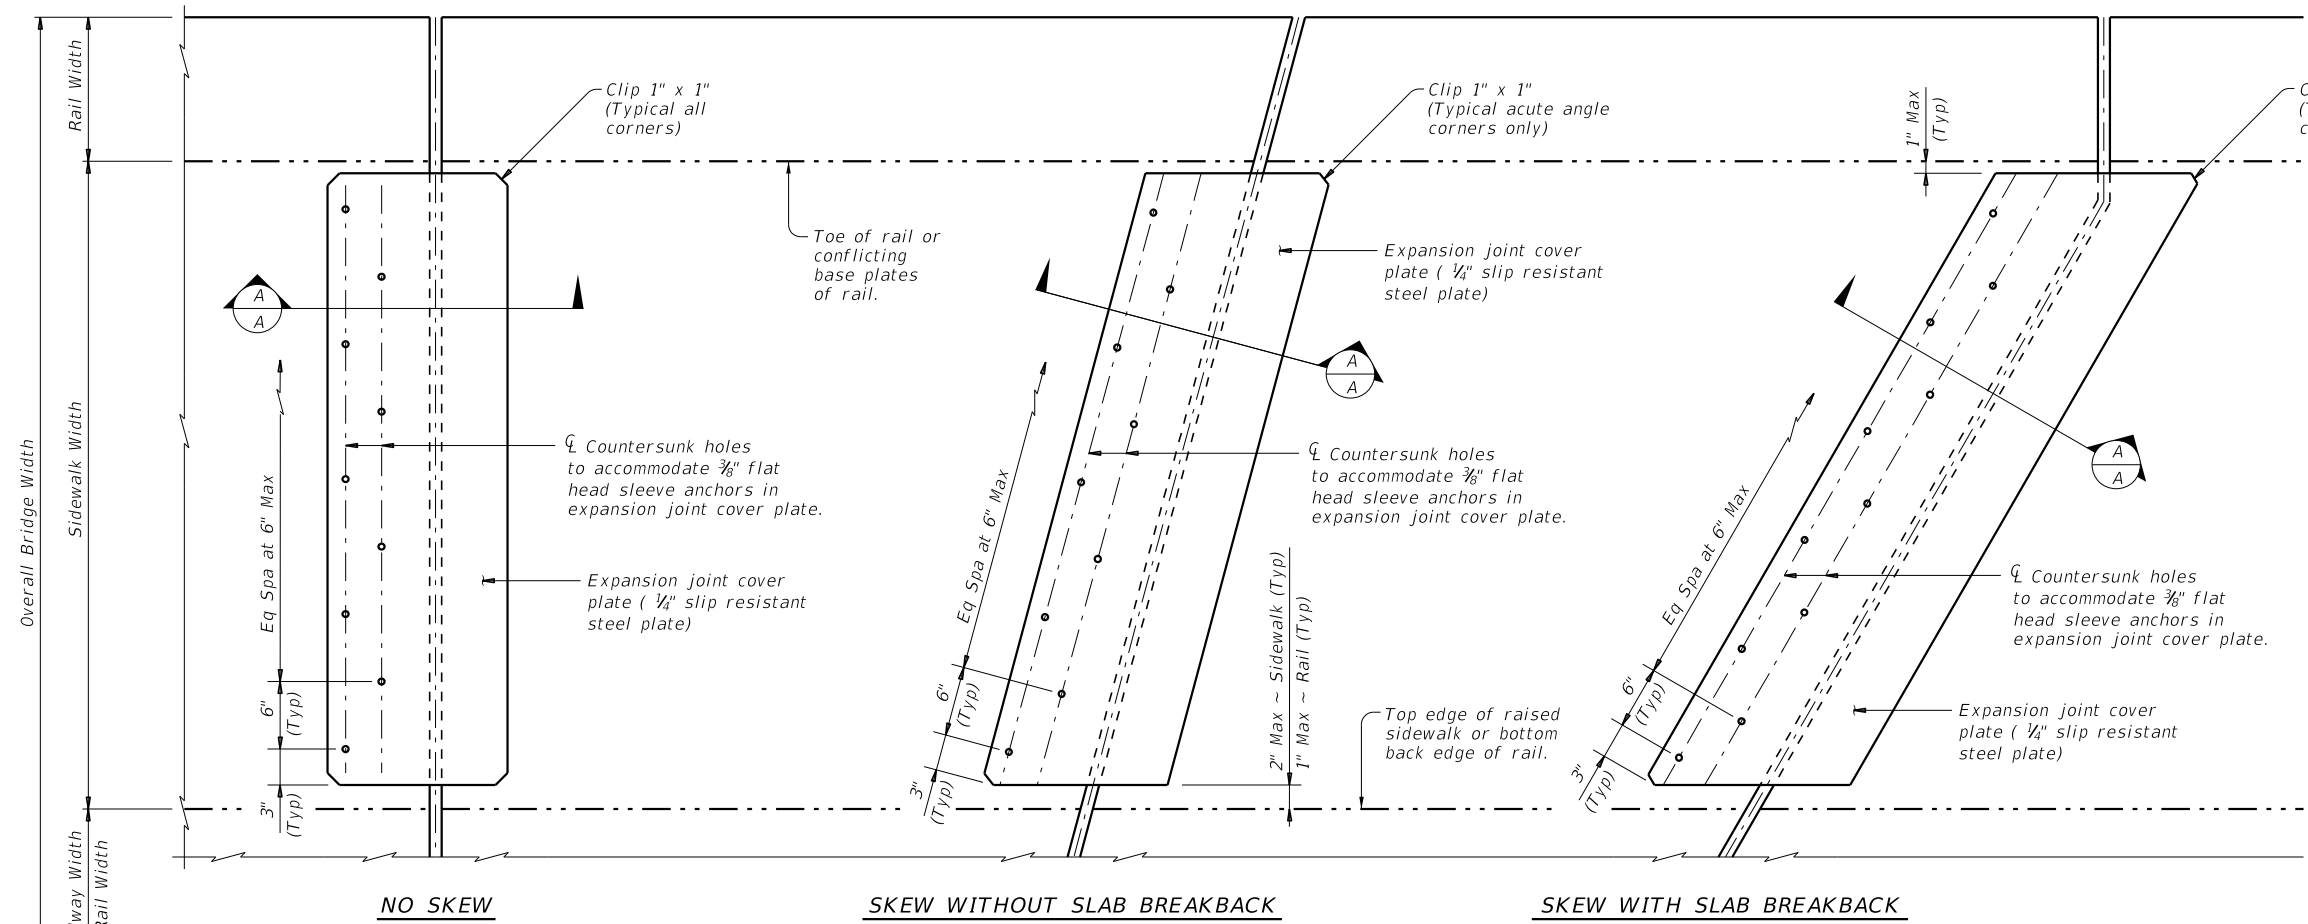 Overall Bridge Width
Rail Width
Sidewalk Width
way Width
Rail Width
Clip 1" x 1"
(Typical all
corners)
Toe of rail or
conflicting
base plates
of rail.
A
A
Eq Spa at 6" Max
6"
(Typ)
3"
(Typ)
℄ Countersunk holes
to accommodate 3/8" flat
head sleeve anchors in
expansion joint cover plate.
Expansion joint cover
plate ( 1/4" slip resistant
steel plate)
NO SKEW
Clip 1" x 1"
(Typical acute angle
corners only)
Expansion joint cover
plate ( 1/4" slip resistant
steel plate)
A
A
Eq Spa at 6" Max
6"
(Typ)
3"
(Typ)
℄ Countersunk holes
to accommodate 3/8" flat
head sleeve anchors in
expansion joint cover plate.
2" Max ~ Sidewalk (Typ)
1" Max ~ Rail (Typ)
Top edge of raised
sidewalk or bottom
back edge of rail.
SKEW WITHOUT SLAB BREAKBACK
1" Max
(Typ)
A
A
Eq Spa at 6" Max
6"
(Typ)
3"
(Typ)
℄ Countersunk holes
to accommodate 3/8" flat
head sleeve anchors in
expansion joint cover plate.
Expansion joint cover
plate ( 1/4" slip resistant
steel plate)
SKEW WITH SLAB BREAKBACK